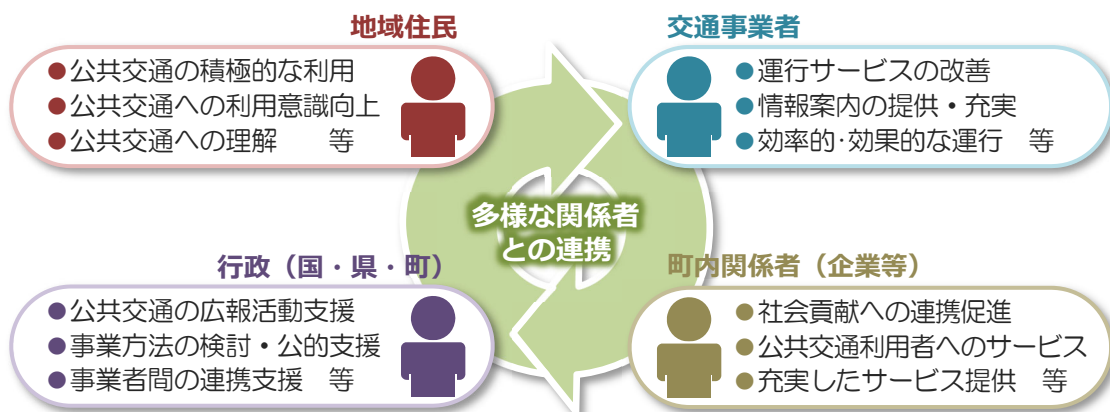 地域住民
●公共交通の積極的な利用
●公共交通への利用意識向上
●公共交通への理解　等
交通事業者
●運行サービスの改善
●情報案内の提供・充実
●効率的・効果的な運行　等
多様な関係者
との連携
行政（国・県・町）
●公共交通の広報活動支援
●事業方法の検討・公的支援
●事業者間の連携支援　等
町内関係者（企業等）
●社会貢献への連携促進
●公共交通利用者へのサービス
●充実したサービス提供　等